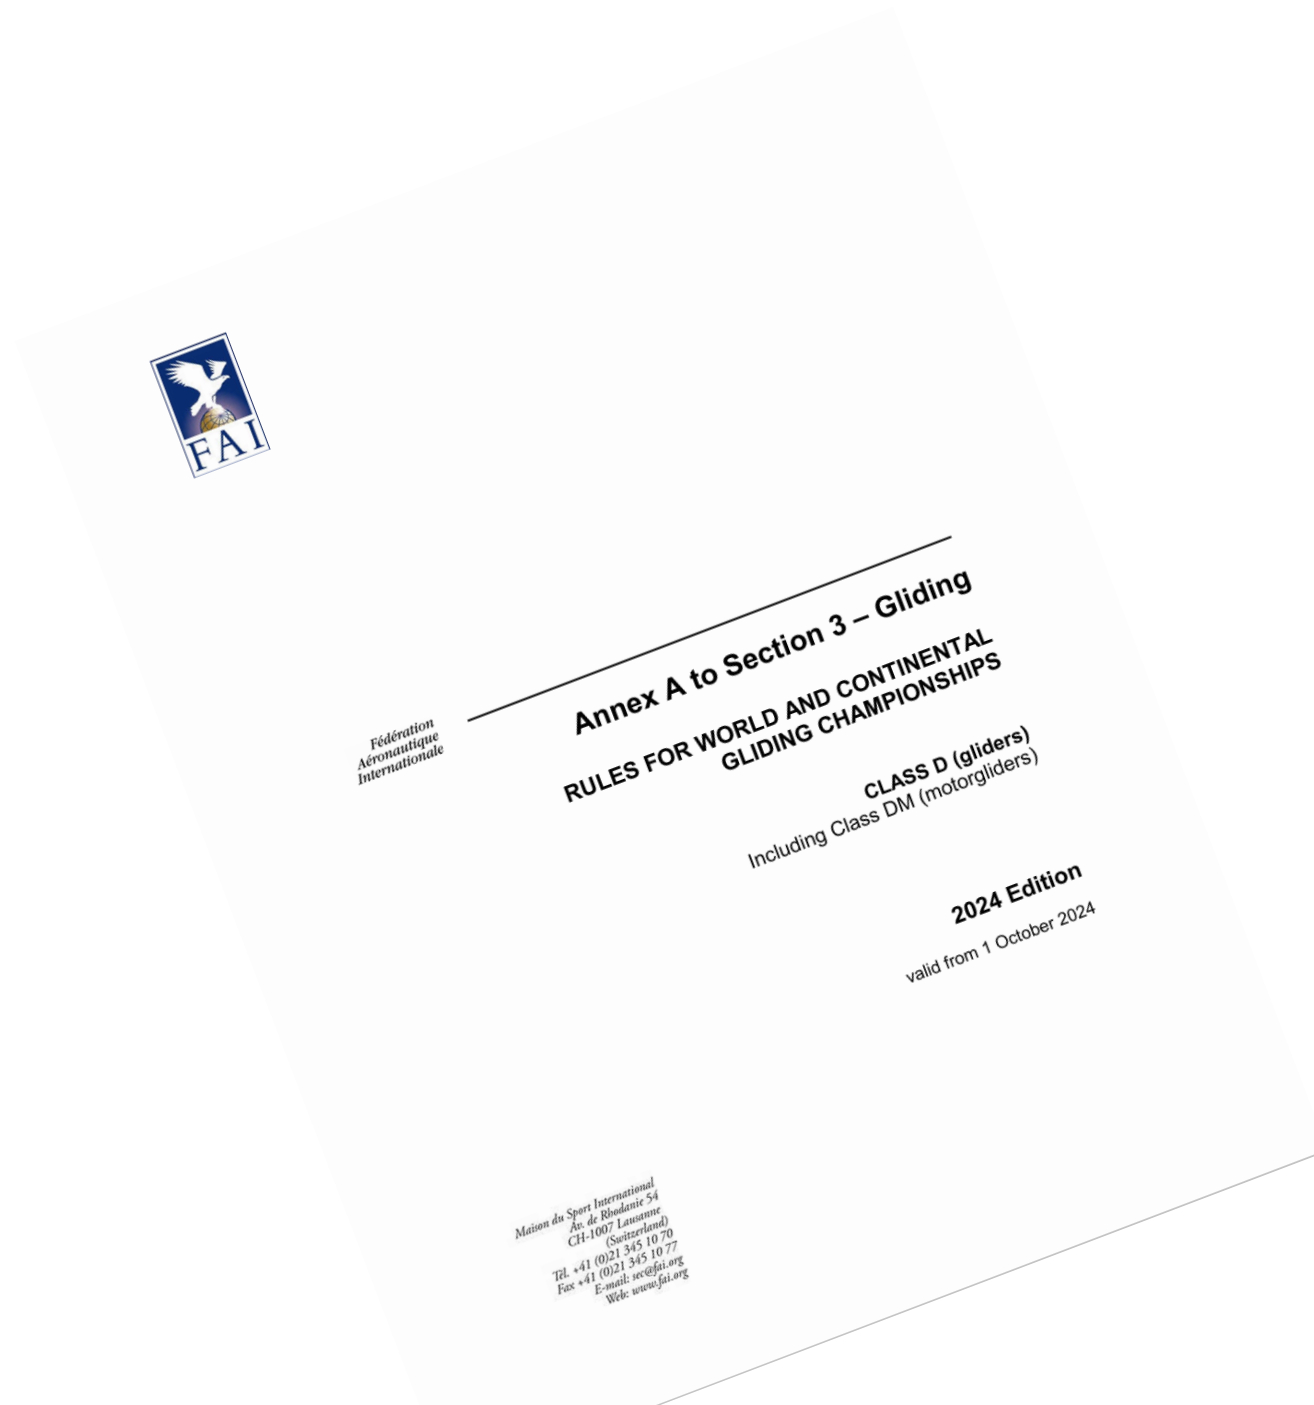 FAI
Annex A to Section 3 – Gliding
Fédération
Aéronautique
Internationale
RULES FOR WORLD AND CONTINENTAL
GLIDING CHAMPIONSHIPS
CLASS D (gliders)
Including Class DM (motorgliders)
2024 Edition
valid from 1 October 2024
Maison du Sport International
Av. de Rhodanie 54
CH-1007 Lausanne
(Switzerland)
Tél. +41 (0)21 345 10 70
Fax +41 (0)21 345 10 77
E-mail: sec@fai.org
Web: www.fai.org